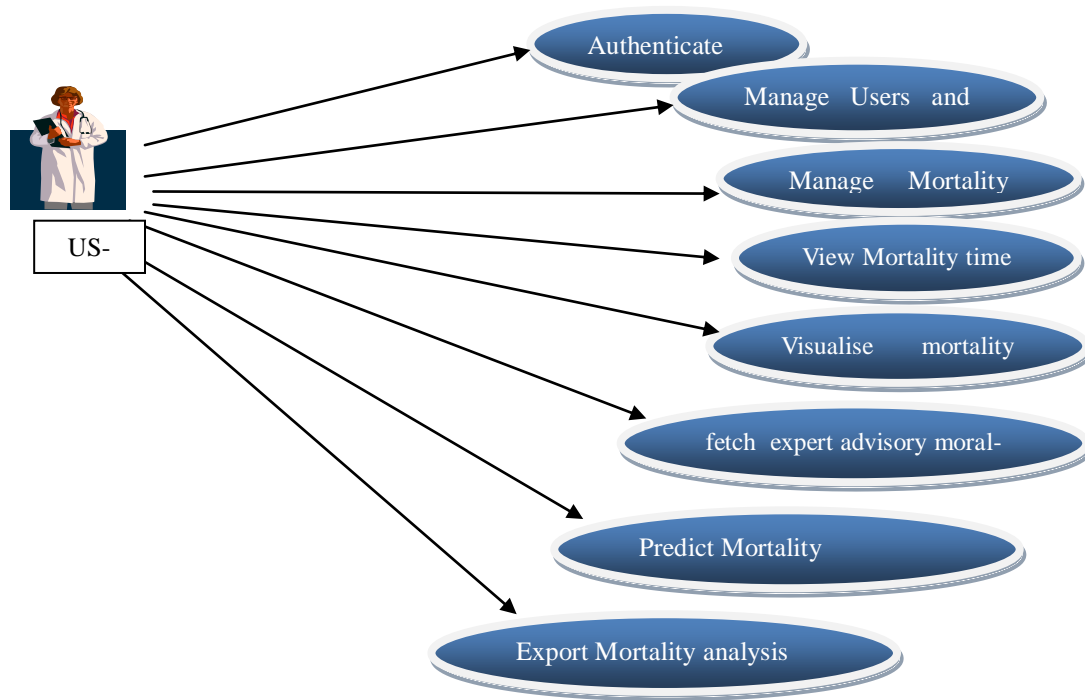 Authenticate
Manage Users and
Manage Mortality
US-
View Mortality time
Visualise mortality
fetch expert advisory moral-
Predict Mortality
Export Mortality analysis